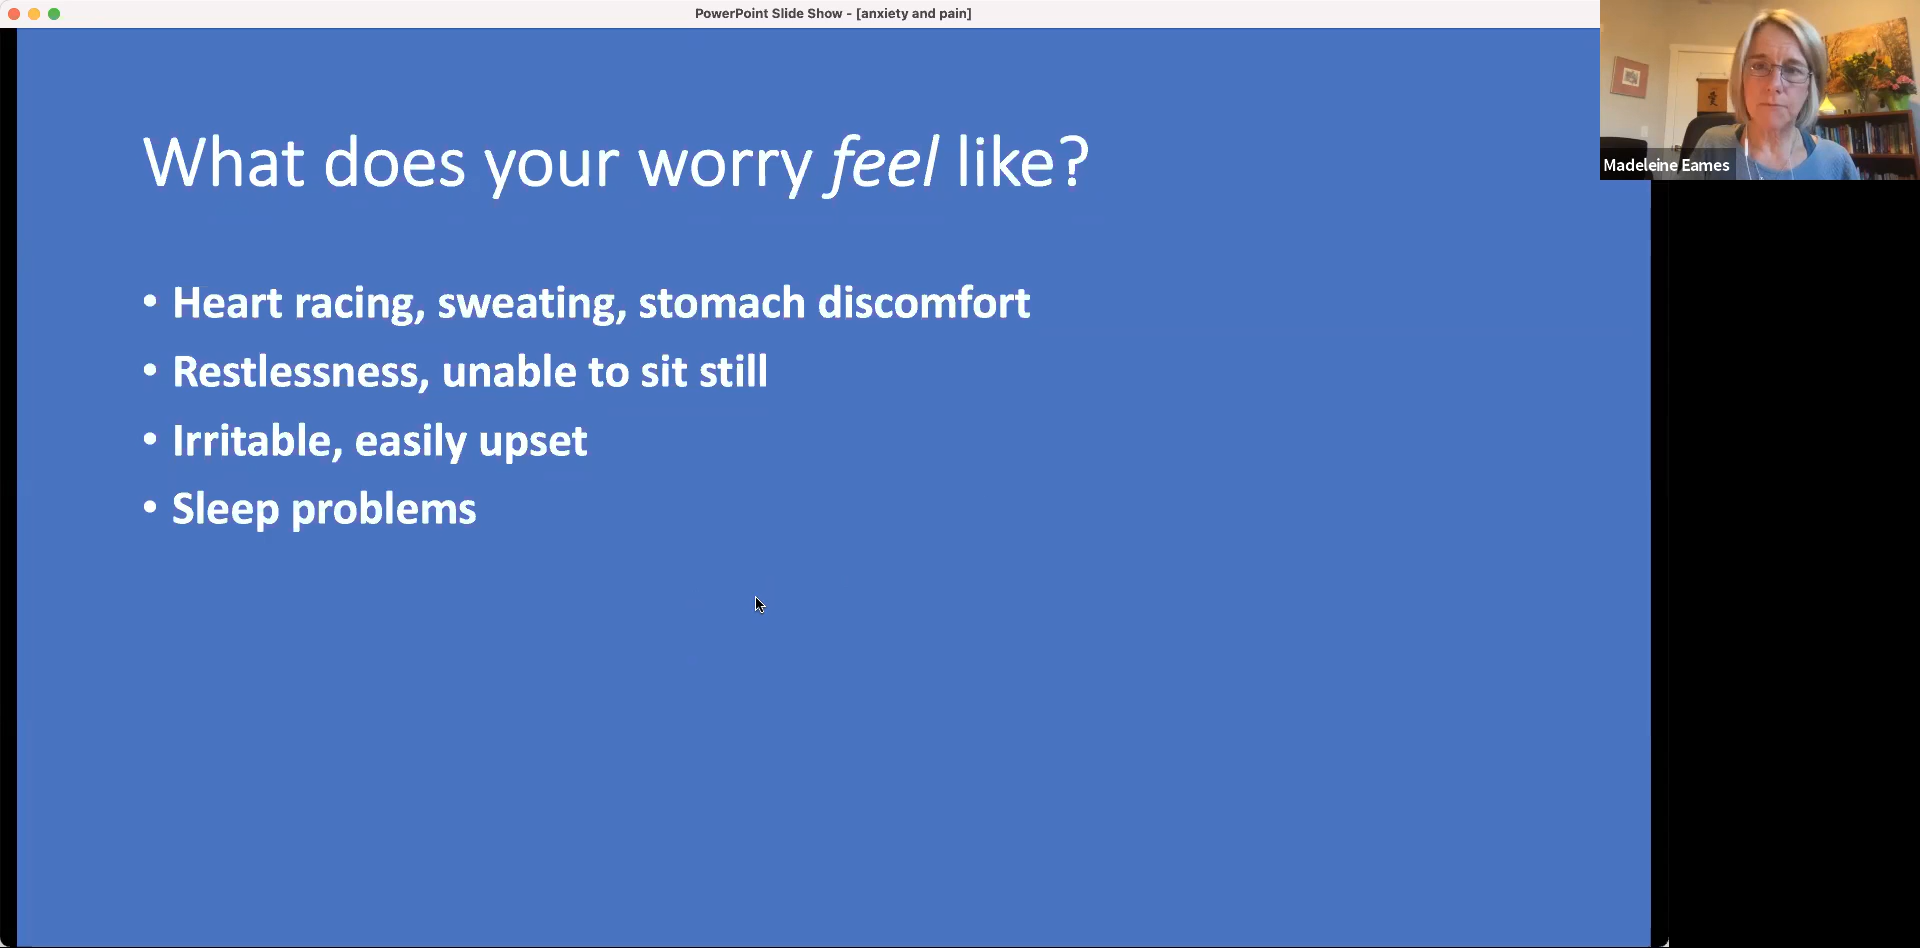 PowerPoint Slide Show - [anxiety and pain]
What does your worry feel like?
• Heart racing, sweating, stomach discomfort
• Restlessness, unable to sit still
• Irritable, easily upset
• Sleep problems
Madeleine Eames